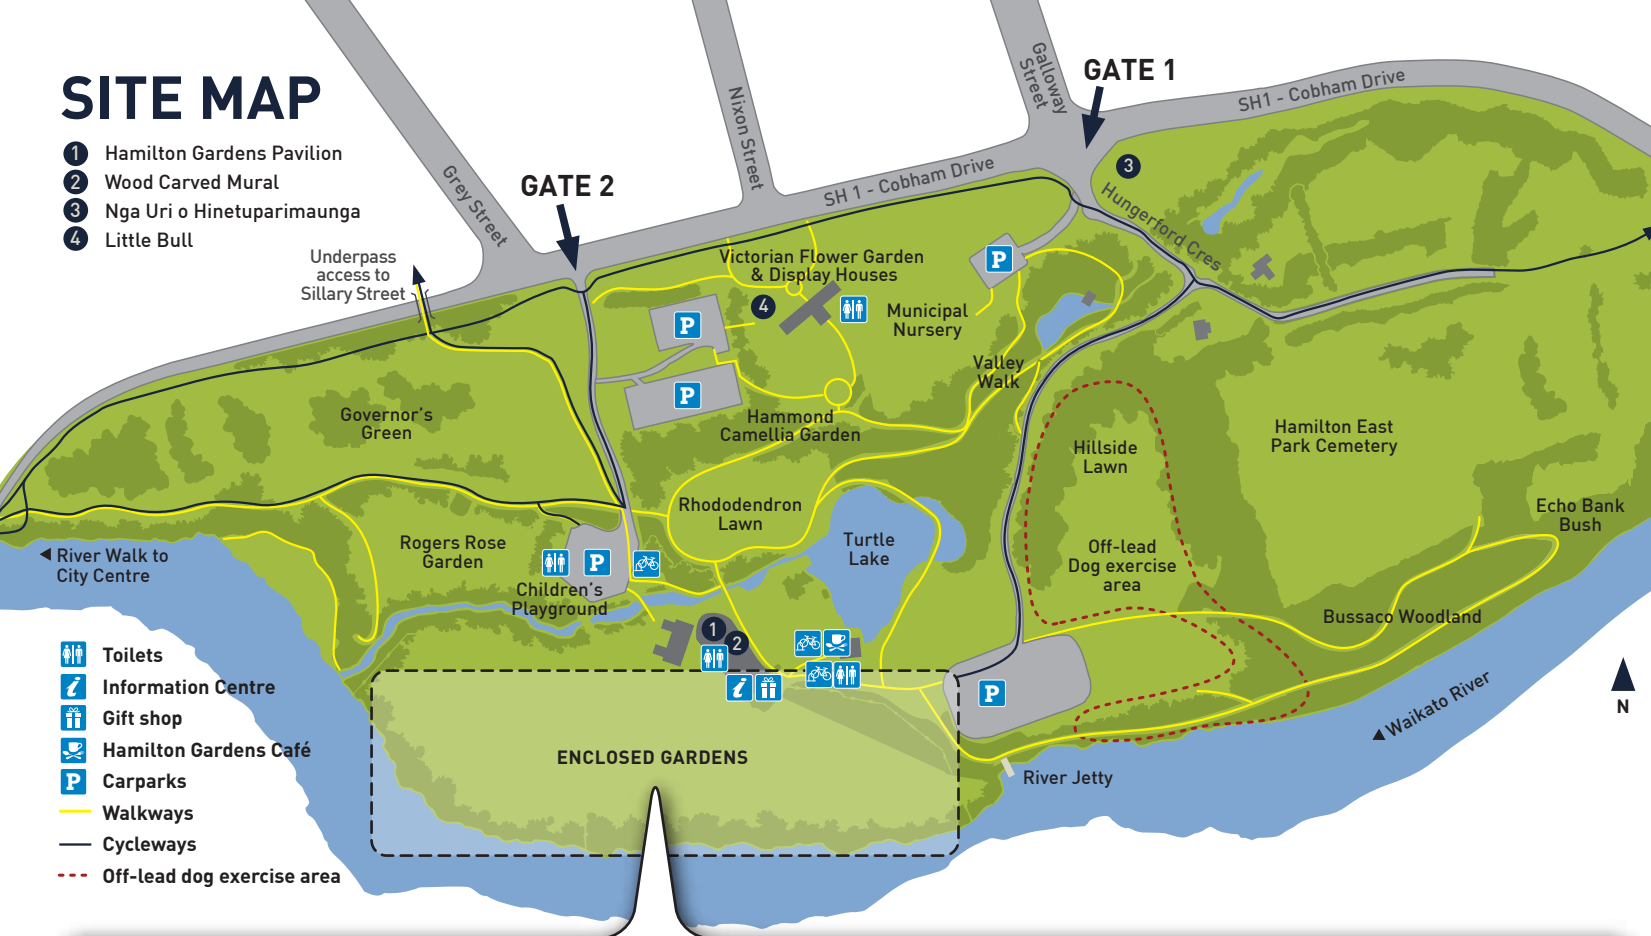 SITE MAP
1 Hamilton Gardens Pavilion
2 Wood Carved Mural
3 Nga Uri o Hinetuparimaunga
4 Little Bull
Underpass
access to
Sillary Street
Grey Street
GATE 2
Nixon Street
SH 1 - Cobham Drive
Galloway
Street
GATE 1
SH1 - Cobham Drive
3
Hungerford Cres
Victorian Flower Garden
& Display Houses
4
P
P
P
Municipal
Nursery
Valley
Walk
Governor's
Green
Hammond
Camellia Garden
Hillside
Lawn
Hamilton East
Park Cemetery
Rhododendron
Lawn
Echo Bank
Bush
Rogers Rose
Garden
P
Turtle
Lake
Off-lead
Dog exercise
area
River Walk to
City Centre
Children's
Playground
Bussaco Woodland
1
2
i
P
Waikato River
N
River Jetty
ENCLOSED GARDENS
Toilets
i Information Centre
Gift shop
Hamilton Gardens Café
P Carparks
Walkways
Cycleways
Off-lead dog exercise area